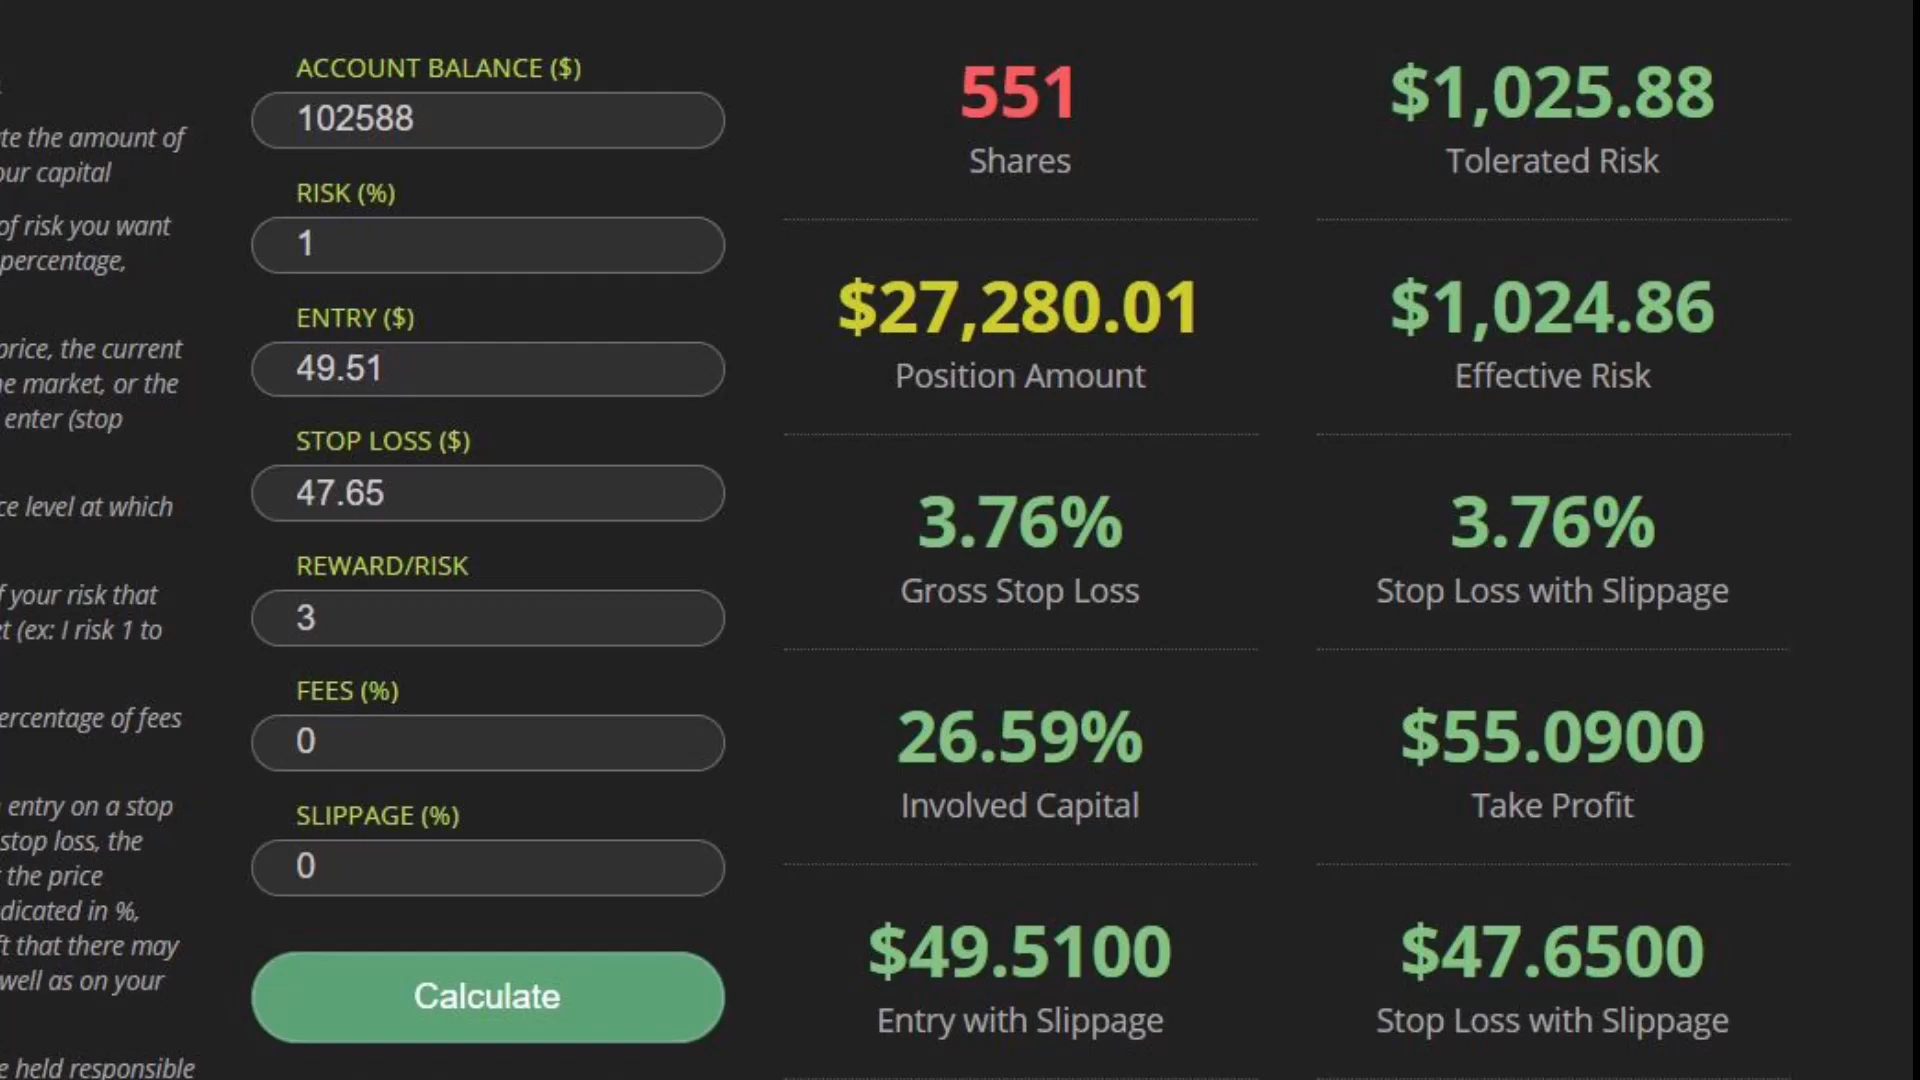 te the amount of
our capital
of risk you want
percentage,
price, the current
e market, or the
enter (stop
ce level at which
f your risk that
t (ex: I risk 1 to
ercentage of fees
entry on a stop
stop loss, the
the price
dicated in %,
ft that there may
well as on your
e held responsible
ACCOUNT BALANCE ($)
102588
RISK (%)
1
ENTRY ($)
49.51
STOP LOSS ($)
47.65
REWARD/RISK
3
FEES (%)
0
SLIPPAGE (%)
0
Calculate
551
Shares
$1,025.88
Tolerated Risk
$27,280.01
Position Amount
$1,024.86
Effective Risk
3.76%
Gross Stop Loss
3.76%
Stop Loss with Slippage
26.59%
Involved Capital
$55.0900
Take Profit
$49.5100
Entry with Slippage
$47.6500
Stop Loss with Slippage